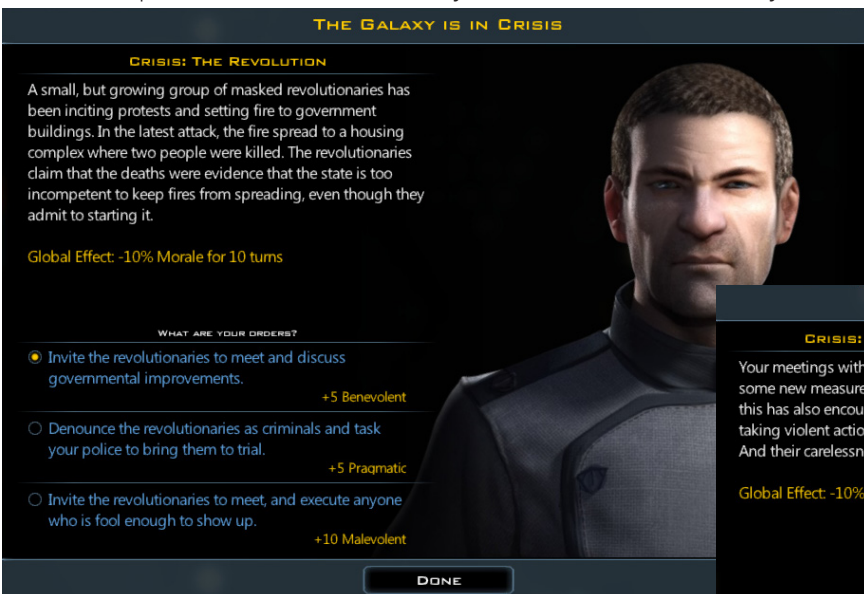 THE GALAXY IS IN CRISIS
CRISIS: THE REVOLUTION
A small, but growing group of masked revolutionaries has
been inciting protests and setting fire to government
buildings. In the latest attack, the fire spread to a housing
complex where two people were killed. The revolutionaries
claim that the deaths were evidence that the state is too
incompetent to keep fires from spreading, even though they
admit to starting it.
Global Effect: -10% Morale for 10 turns
WHAT ARE YOUR ORDERS?
Invite the revolutionaries to meet and discuss
governmental improvements.
+5 Benevolent
Denounce the revolutionaries as criminals and task
your police to bring them to trial.
+5 Pragmatic
Invite the revolutionaries to meet, and execute anyone
who is fool enough to show up.
+10 Malevolent
DONE
CRISIS:
Your meetings with
some new measure
this has also encou
taking violent actio
And their carelessn
Global Effect: -10%